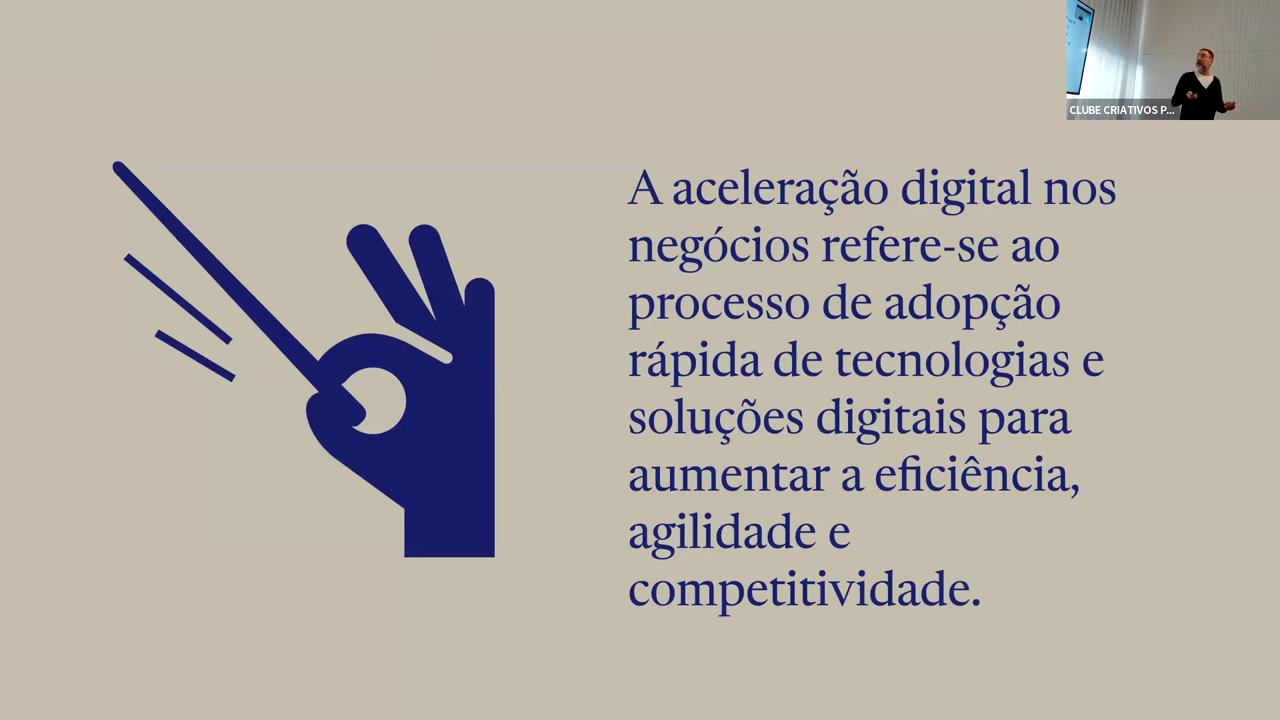 CLUBE CRIATIVOS P...
A aceleração digital nos
negócios refere-se ao
processo de adopção
rápida de tecnologias e
soluções digitais para
aumentar a eficiência,
agilidade e
competitividade.